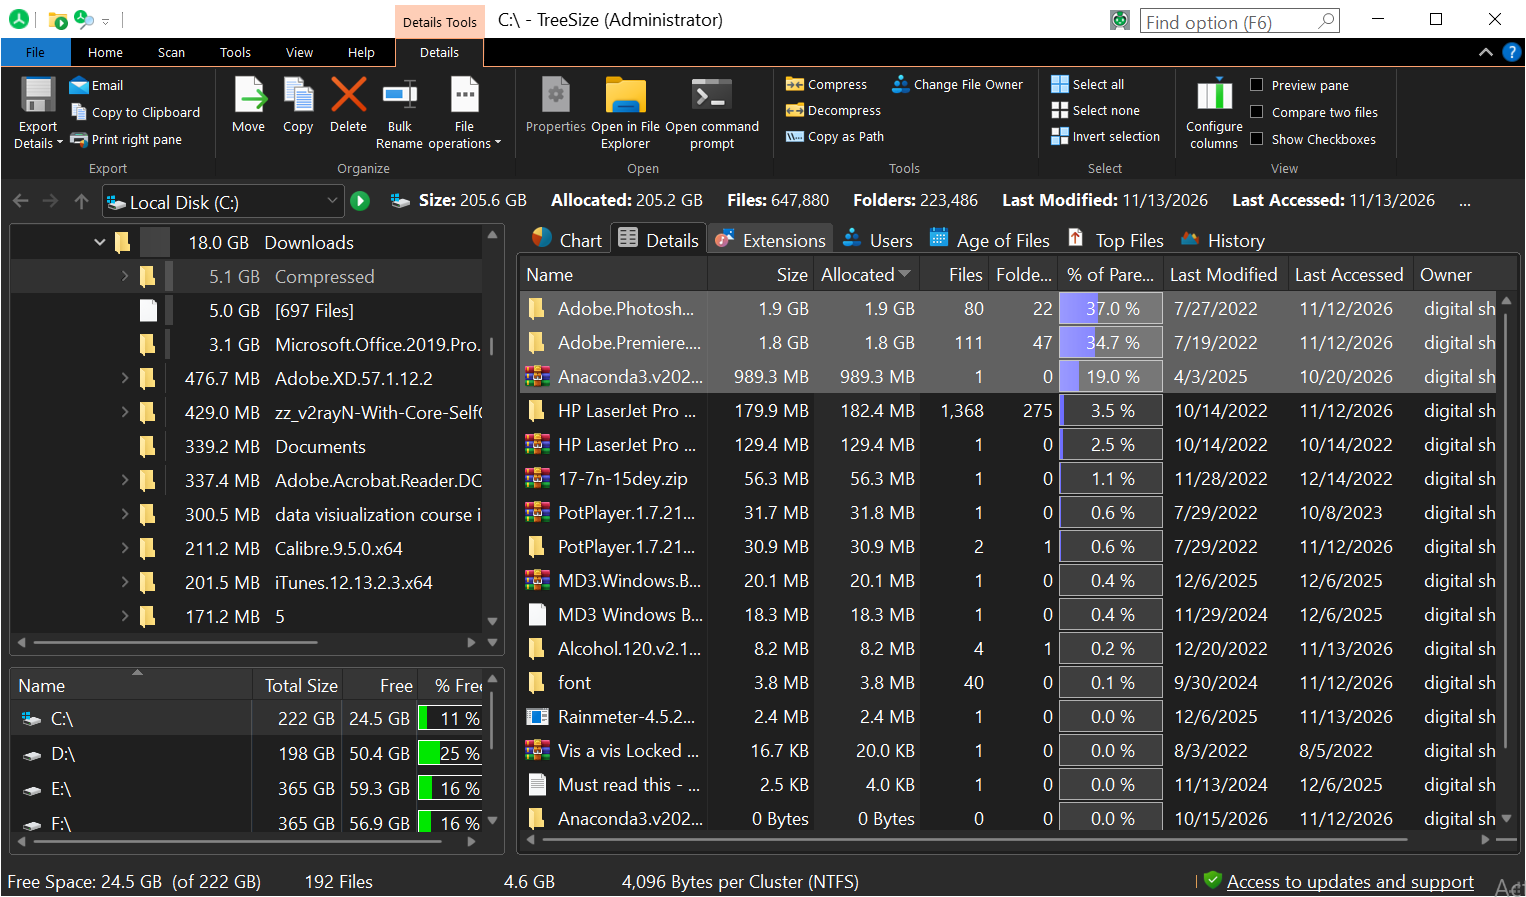 Details Tools
C:\ - TreeSize (Administrator)
Find option (F6)
File Home Scan Tools View Help Details
Export Details
Email
Copy to Clipboard
Print right pane
Export
Move
Copy
Delete
Bulk Rename
File operations
Organize
Properties
Open in File Explorer
Open command prompt
Open
Compress
Decompress
Copy as Path
Change File Owner
Tools
Select all
Select none
Invert selection
Select
Configure columns
Preview pane
Compare two files
Show Checkboxes
View
Local Disk (C:)
Size: 205.6 GB Allocated: 205.2 GB Files: 647,880 Folders: 223,486 Last Modified: 11/13/2026 Last Accessed: 11/13/2026 ...
18.0 GB Downloads
5.1 GB Compressed
5.0 GB [697 Files]
3.1 GB Microsoft.Office.2019.Pro.
476.7 MB Adobe.XD.57.1.12.2
429.0 MB zz_v2rayN-With-Core-Self
339.2 MB Documents
337.4 MB Adobe.Acrobat.Reader.DC
300.5 MB data visiualization course i
211.2 MB Calibre.9.5.0.x64
201.5 MB iTunes.12.13.2.3.x64
171.2 MB 5
Name Total Size Free % Fre
C:\ 222 GB 24.5 GB 11 %
D:\ 198 GB 50.4 GB 25 %
E:\ 365 GB 59.3 GB 16 %
F:\ 365 GB 56.9 GB 16 %
Chart Details Extensions Users Age of Files Top Files History
Name Size Allocated Files Folde... % of Pare... Last Modified Last Accessed Owner
Adobe.Photosh... 1.9 GB 1.9 GB 80 22 37.0 % 7/27/2022 11/12/2026 digital sh
Adobe.Premiere.... 1.8 GB 1.8 GB 111 47 34.7 % 7/19/2022 11/12/2026 digital sh
Anaconda3.v202... 989.3 MB 989.3 MB 1 0 19.0 % 4/3/2025 10/20/2026 digital sh
HP LaserJet Pro ... 179.9 MB 182.4 MB 1,368 275 3.5 % 10/14/2022 11/12/2026 digital sh
HP LaserJet Pro ... 129.4 MB 129.4 MB 1 0 2.5 % 10/14/2022 10/14/2022 digital sh
17-7n-15dey.zip 56.3 MB 56.3 MB 1 0 1.1 % 11/28/2022 12/14/2022 digital sh
PotPlayer.1.7.21... 31.7 MB 31.8 MB 1 0 0.6 % 7/29/2022 10/8/2023 digital sh
PotPlayer.1.7.21... 30.9 MB 30.9 MB 2 1 0.6 % 7/29/2022 11/12/2026 digital sh
MD3.Windows.B... 20.1 MB 20.1 MB 1 0 0.4 % 12/6/2025 12/6/2025 digital sh
MD3 Windows B... 18.3 MB 18.3 MB 1 0 0.4 % 11/29/2024 12/6/2025 digital sh
Alcohol.120.v2.1... 8.2 MB 8.2 MB 4 1 0.2 % 12/20/2022 11/13/2026 digital sh
font 3.8 MB 3.8 MB 40 0 0.1 % 9/30/2024 11/12/2026 digital sh
Rainmeter-4.5.2... 2.4 MB 2.4 MB 1 0 0.0 % 12/6/2025 11/13/2026 digital sh
Vis a vis Locked ... 16.7 KB 20.0 KB 1 0 0.0 % 8/3/2022 8/5/2022 digital sh
Must read this - ... 2.5 KB 4.0 KB 1 0 0.0 % 11/13/2024 12/6/2025 digital sh
Anaconda3.v202... 0 Bytes 0 Bytes 0 0 0.0 % 10/15/2026 11/12/2026 digital sh
Free Space: 24.5 GB (of 222 GB) 192 Files 4.6 GB 4,096 Bytes per Cluster (NTFS) Access to updates and support